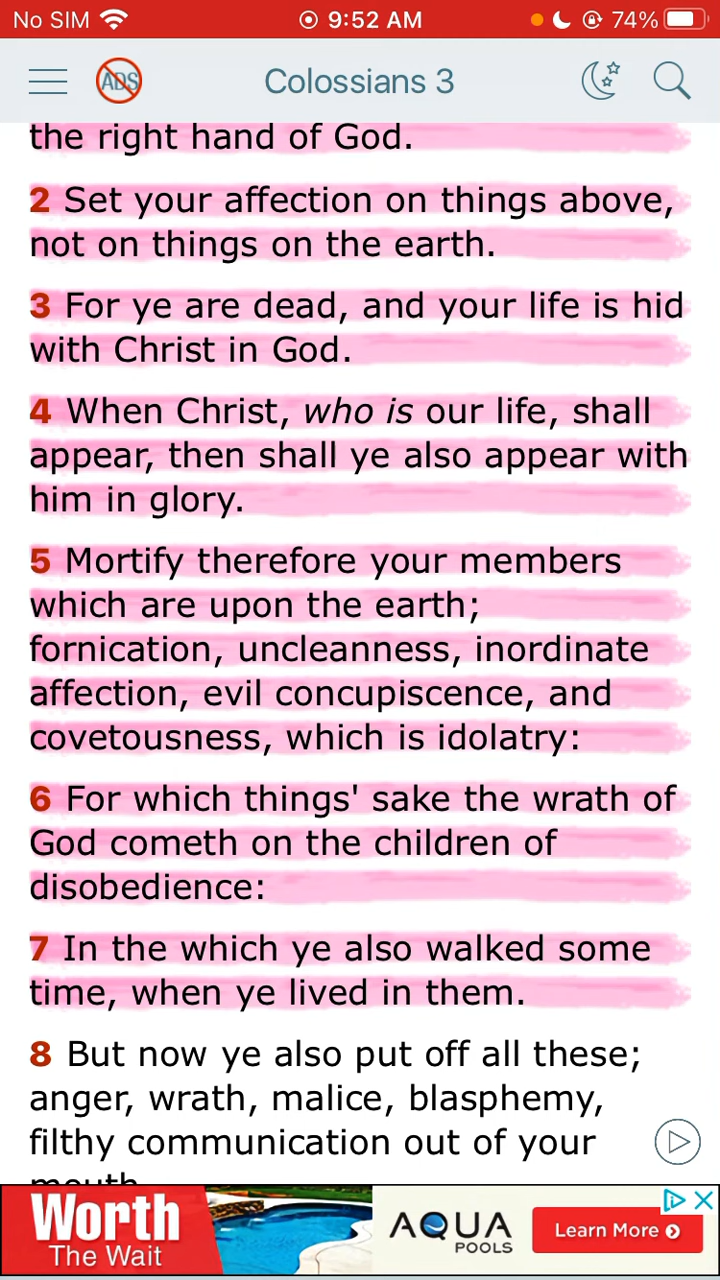 No SIM 9:52 AM 74%
ADS Colossians 3
the right hand of God.
2 Set your affection on things above,
not on things on the earth.
3 For ye are dead, and your life is hid
with Christ in God.
4 When Christ, who is our life, shall
appear, then shall ye also appear with
him in glory.
5 Mortify therefore your members
which are upon the earth;
fornication, uncleanness, inordinate
affection, evil concupiscence, and
covetousness, which is idolatry:
6 For which things' sake the wrath of
God cometh on the children of
disobedience:
7 In the which ye also walked some
time, when ye lived in them.
8 But now ye also put off all these;
anger, wrath, malice, blasphemy,
filthy communication out of your
mouth
Worth
The Wait
AQUA
POOLS
Learn More